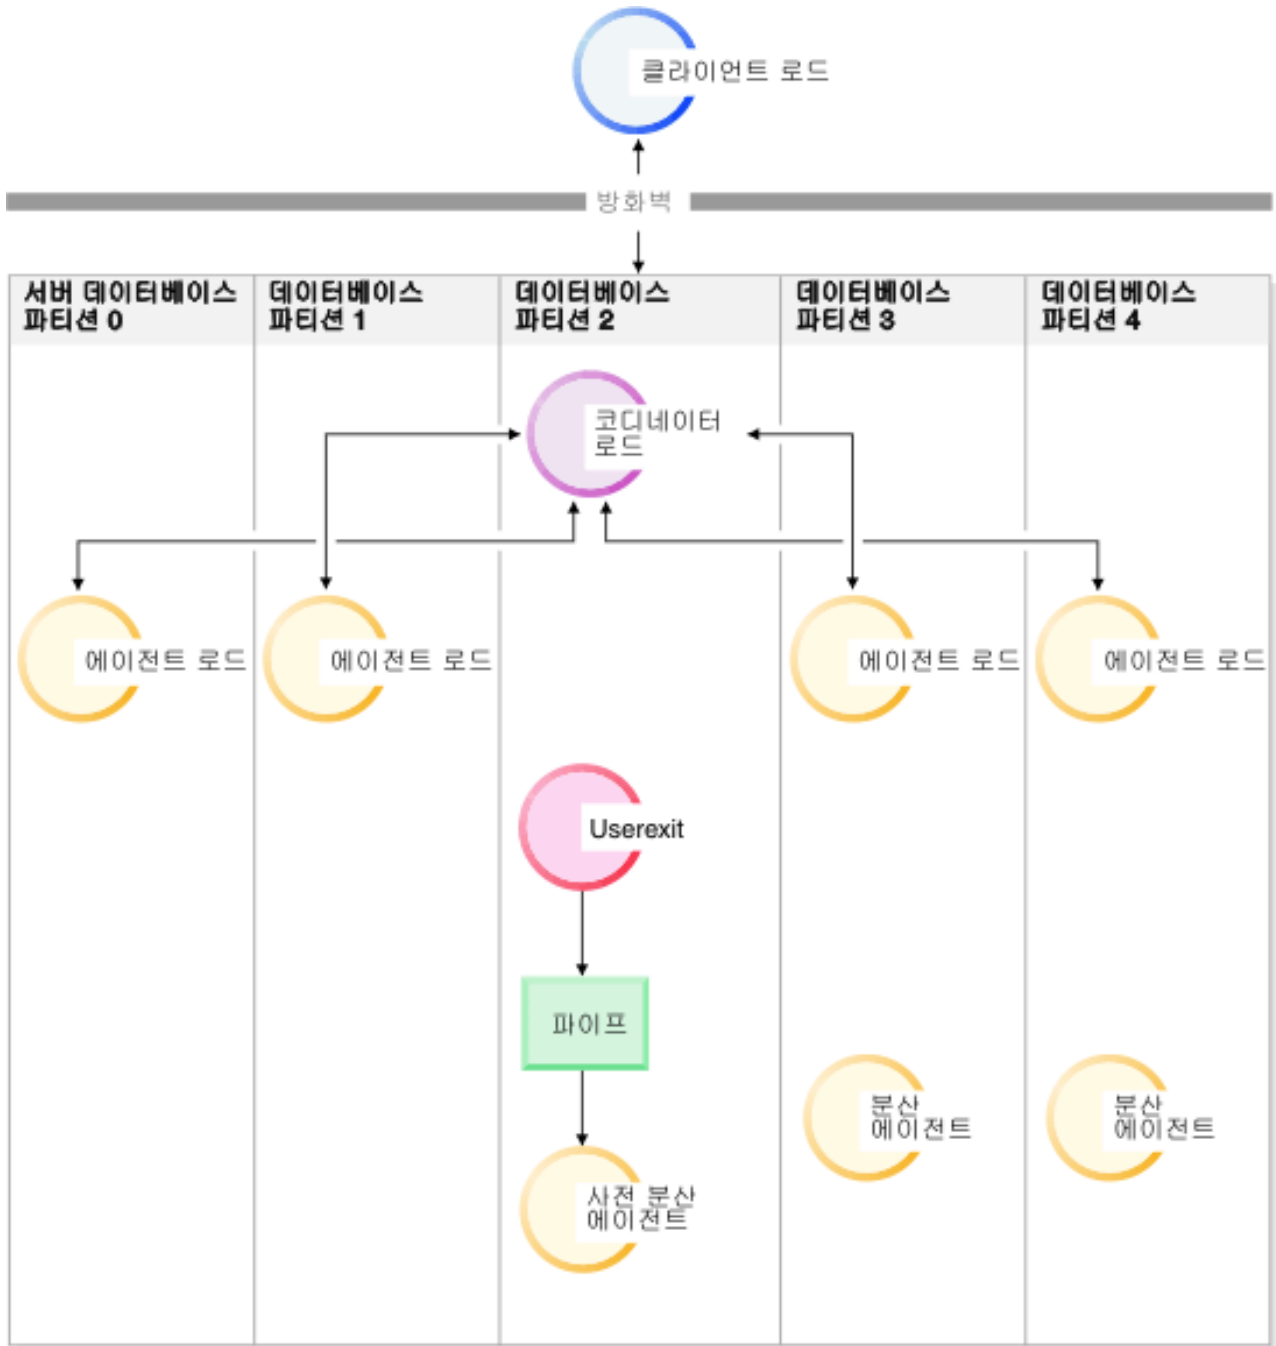 클라이언트 로드
방화벽
서버 데이터베이스
파티션 0
데이터베이스
파티션 1
데이터베이스
파티션 2
데이터베이스
파티션 3
데이터베이스
파티션 4
코디네이터
로드
에이전트 로드
에이전트 로드
에이전트 로드
에이전트 로드
Userexit
파이프
분산
에이전트
분산
에이전트
사전 분산
에이전트